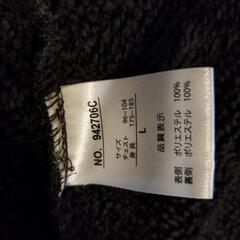 NO. 942706C
サイズ L
チェスト 96-104
身長 175-185
品質表示
表側 ポリエステル 100%
裏側 ポリエステル 100%